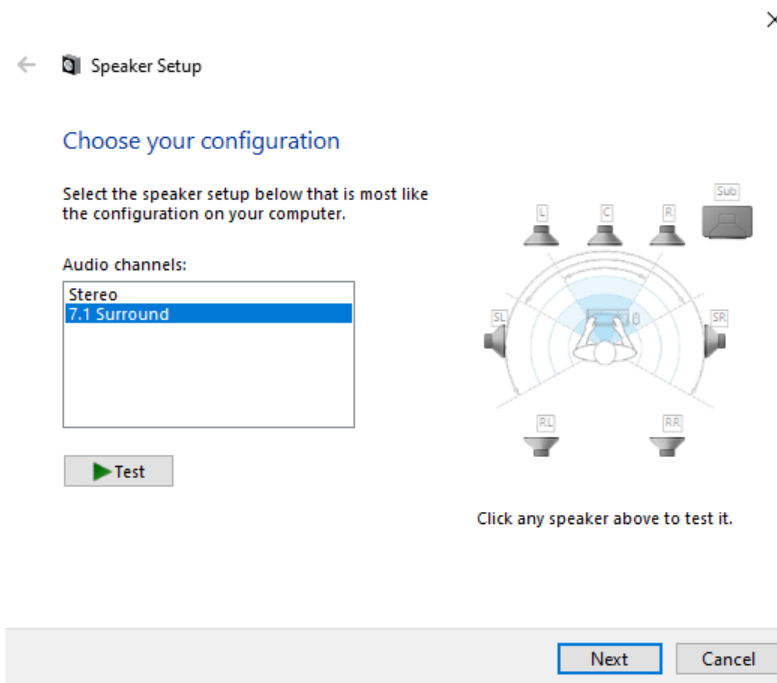 Speaker Setup
Choose your configuration
Select the speaker setup below that is most like
the configuration on your computer.
Audio channels:
Stereo
7.1 Surround
Test
Sub
L
C
R
SL
SR
RL
RR
Click any speaker above to test it.
Next
Cancel